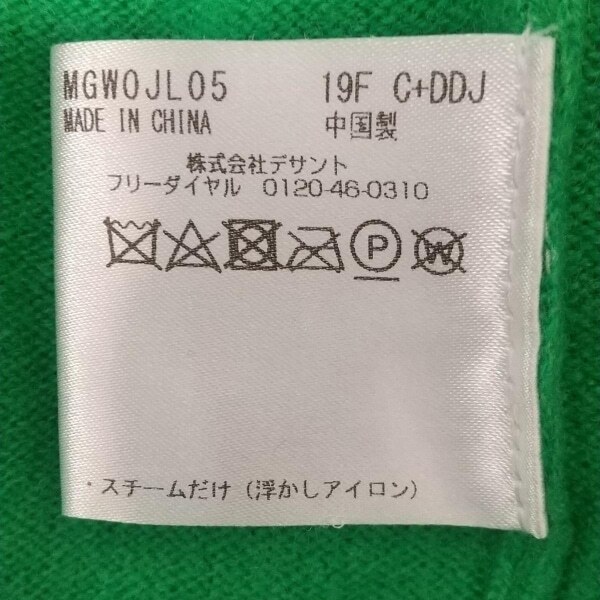 MGWOJL05 19F C+DDJ
MADE IN CHINA 中国製
株式会社デサント
フリーダイヤル 0120-46-0310
P W
・スチームだけ (浮かしアイロン)